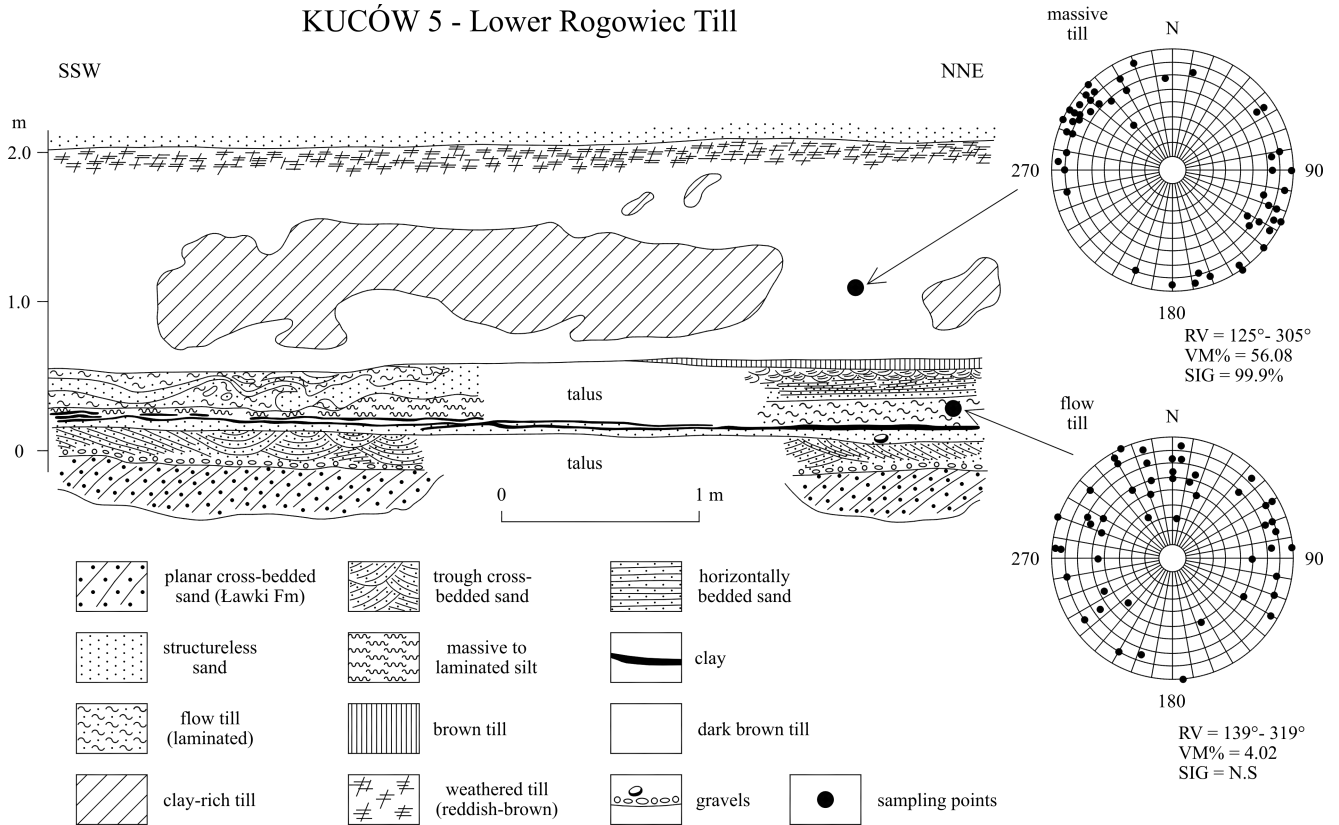 KUCÓW 5 - Lower Rogowiec Till
SSW
NNE
m
2.0
1.0
0
talus
talus
0
1 m
massive
till
N
270
90
180
RV = 125°- 305°
VM% = 56.08
SIG = 99.9%
flow
till
N
270
90
180
RV = 139°- 319°
VM% = 4.02
SIG = N.S
planar cross-bedded
sand (Ławki Fm)
trough cross-
bedded sand
horizontally
bedded sand
structureless
sand
massive to
laminated silt
clay
flow till
(laminated)
brown till
dark brown till
clay-rich till
weathered till
(reddish-brown)
gravels
sampling points